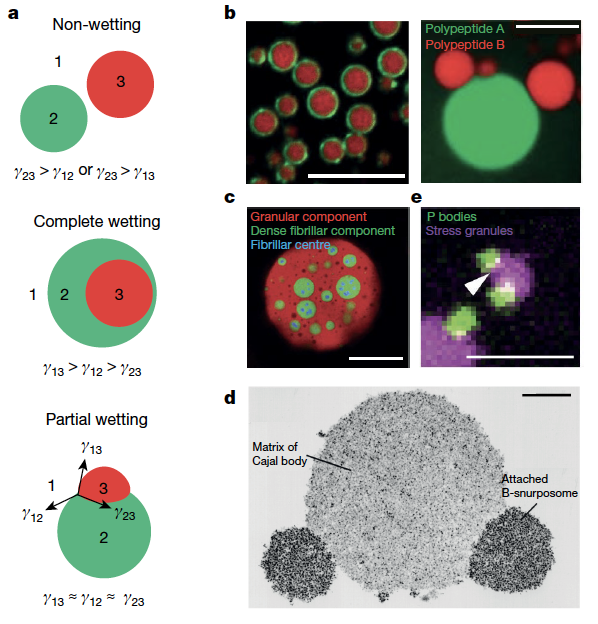 a
Non-wetting
1
3
2
γ23 > γ12 or γ23 > γ13
Complete wetting
1
2
3
γ13 > γ12 > γ23
Partial wetting
γ13
1
3
γ12
γ23
2
γ13 ≈ γ12 ≈ γ23
b
Polypeptide A
Polypeptide B
c
Granular component
Dense fibrillar component
Fibrillar centre
e
P bodies
Stress granules
d
Matrix of
Cajal body
Attached
B-snurposome